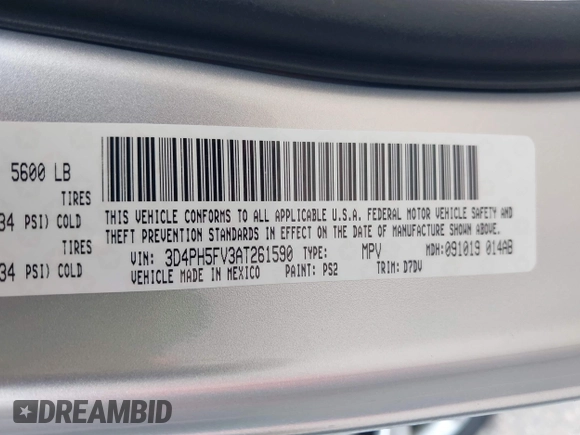 5600 LB
TIRES
34 PSI) COLD
TIRES
34 PSI) COLD
THIS VEHICLE CONFORMS TO ALL APPLICABLE U.S.A. FEDERAL MOTOR VEHICLE SAFETY AND
THEFT PREVENTION STANDARDS IN EFFECT ON THE DATE OF MANUFACTURE SHOWN ABOVE.
VIN: 3D4PH5FV3AT261590 TYPE: MPV MDH:091019 014AB
VEHICLE MADE IN MEXICO PAINT: PS2 TRIM: D7DV
DREAMBID